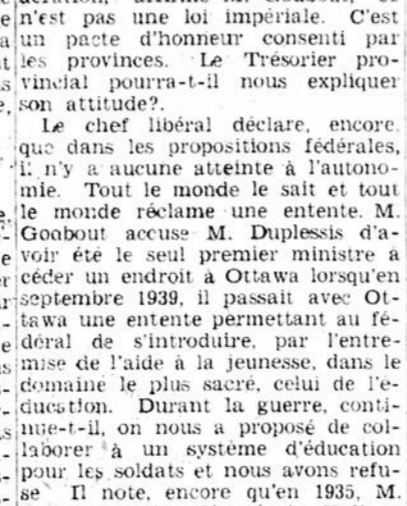 n'est pas une loi impériale. C'est
un pacte d'honneur consenti par
les provinces. Le Trésorier pro-
vincial pourra-t-il nous expliquer
son attitude?.
Le chef libéral déclare, encore,
que dans les propositions fédérales,
il n'y a aucune atteinte à l'autono-
mie. Tout le monde le sait et tout
le monde réclame une entente. M.
Goabout accuse M. Duplessis d'a-
voir été le seul premier ministre à
céder un endroit à Ottawa lorsqu'en
septembre 1939, il passait avec Ot-
tawa une entente permettant au fé-
déral de s'introduire, par l'entre-
mise de l'aide à la jeunesse, dans le
domaine le plus sacré, celui de l'é-
ducation. Durant la guerre, conti-
nue-t-il, on nous a proposé de col-
laborer à un système d'éducation
pour les soldats et nous avons refu-
sé Il note, encore qu'en 1935, M.